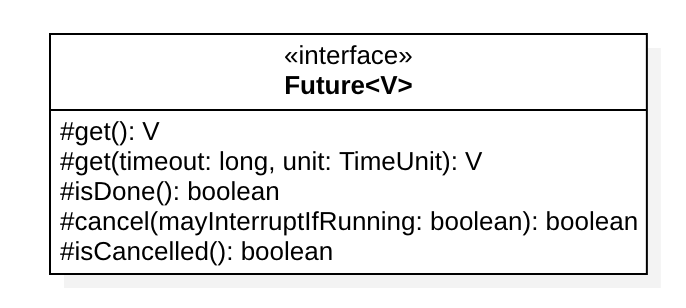 «interface»
Future<V>
#get(): V
#get(timeout: long, unit: TimeUnit): V
#isDone(): boolean
#cancel(mayInterruptIfRunning: boolean): boolean
#isCancelled(): boolean